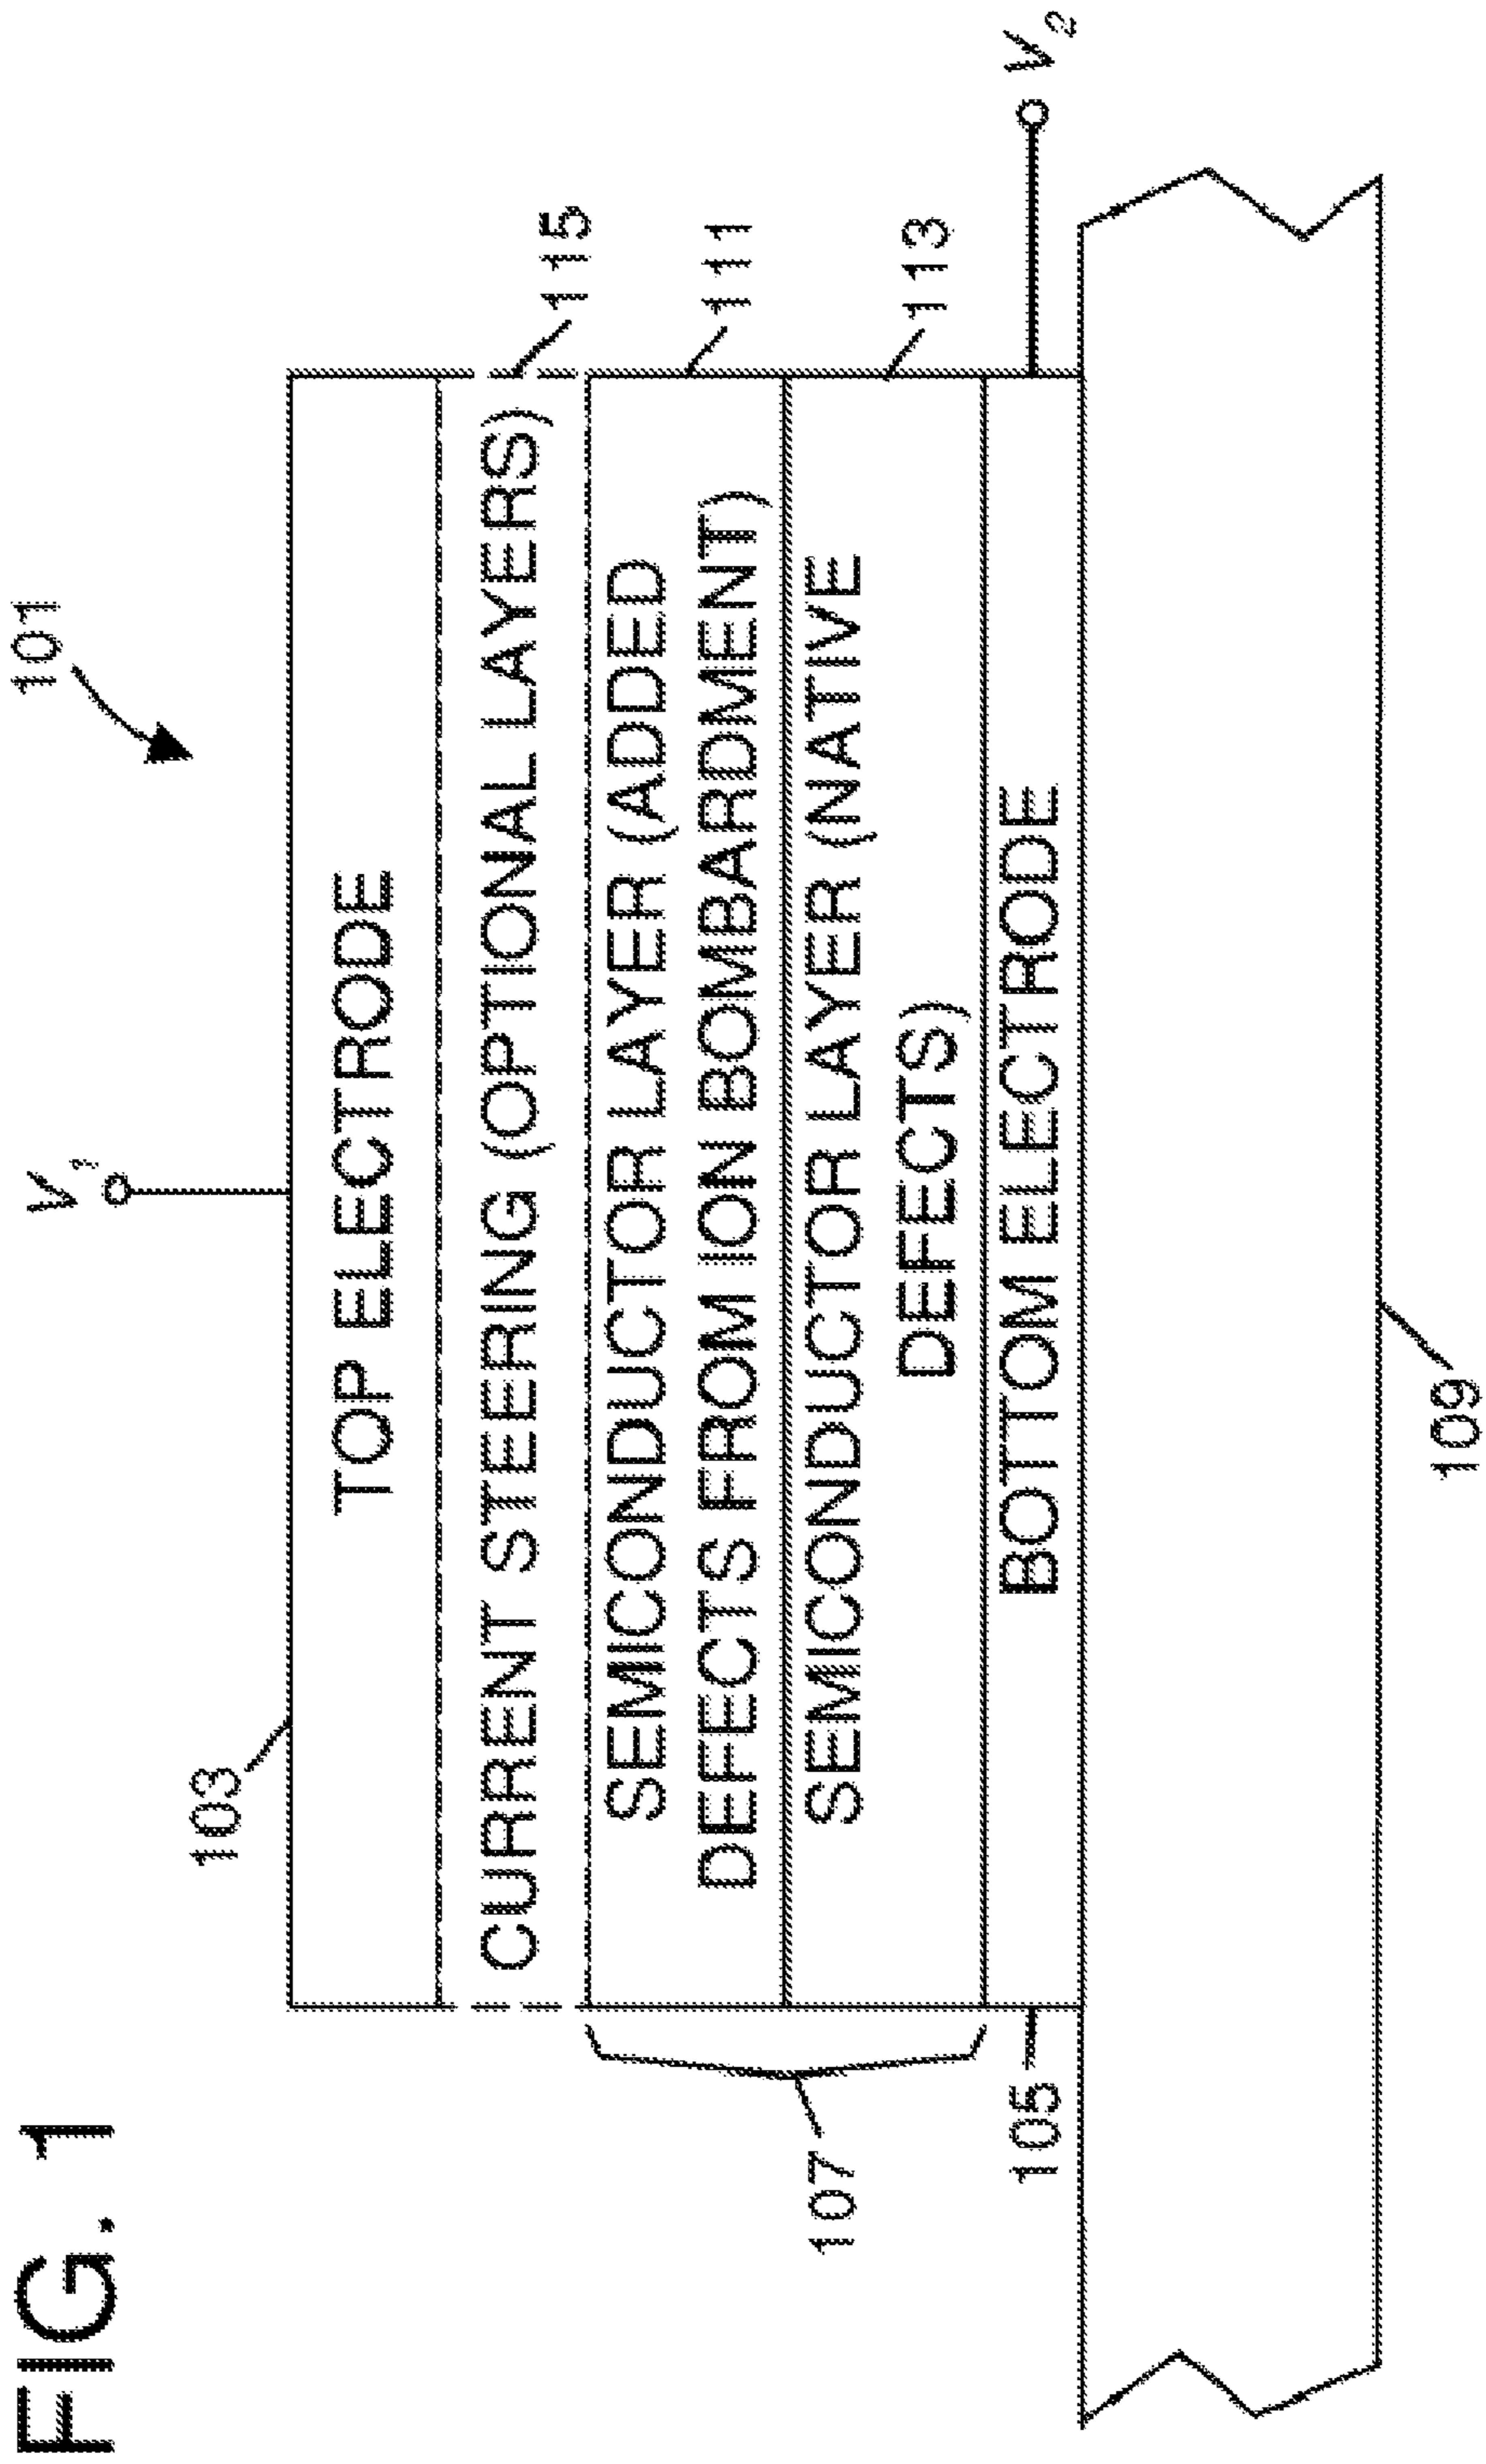 FIG. 1
101
V1
103
TOP ELECTRODE
CURRENT STEERING (OPTIONAL LAYERS)
115
SEMICONDUCTOR LAYER (ADDED
DEFECTS FROM ION BOMBARDMENT)
111
107
SEMICONDUCTOR LAYER (NATIVE
DEFECTS)
113
105
BOTTOM ELECTRODE
V2
109